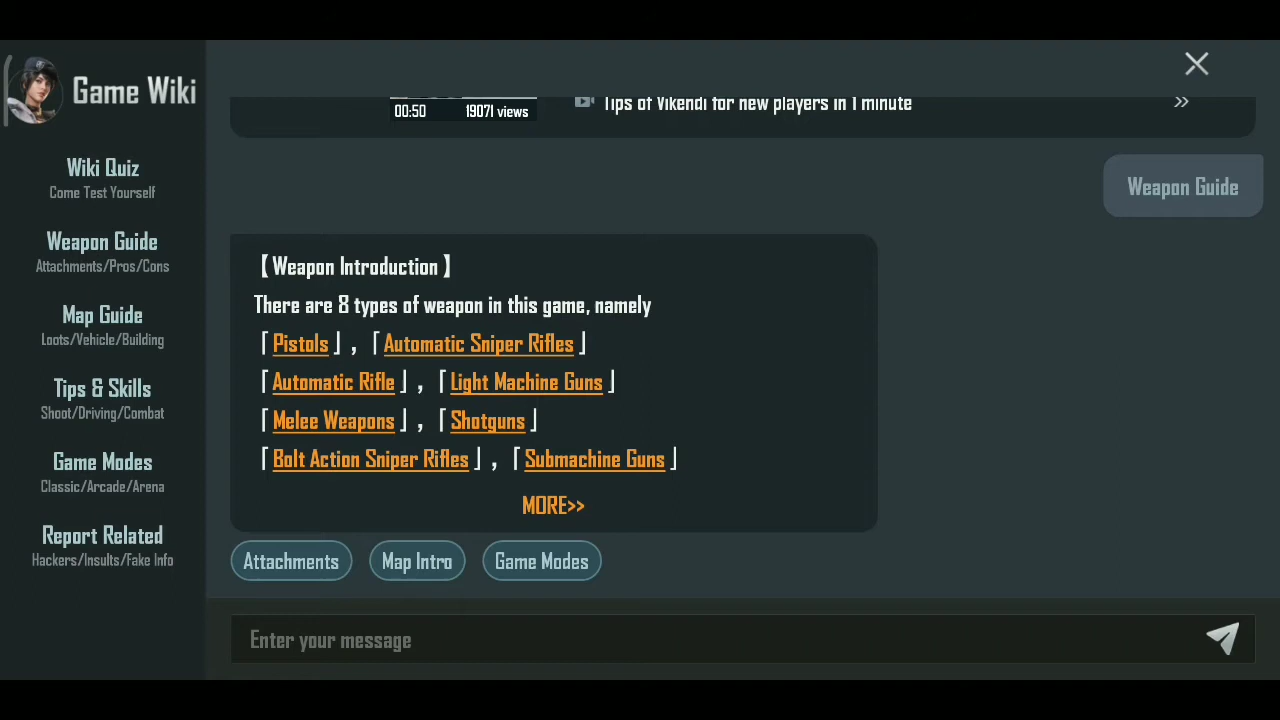 Game Wiki
Wiki Quiz
Come Test Yourself
Weapon Guide
Attachments/Pros/Cons
Map Guide
Loots/Vehicle/Building
Tips & Skills
Shoot/Driving/Combat
Game Modes
Classic/Arcade/Arena
Report Related
Hackers/Insults/Fake Info
00:50 19071 views
Tips of Vikendi for new players in 1 minute >>
Weapon Guide
【Weapon Introduction】
There are 8 types of weapon in this game, namely
「Pistols」, 「Automatic Sniper Rifles」
「Automatic Rifle」, 「Light Machine Guns」
「Melee Weapons」, 「Shotguns」
「Bolt Action Sniper Rifles」, 「Submachine Guns」
MORE>>
Attachments Map Intro Game Modes
Enter your message